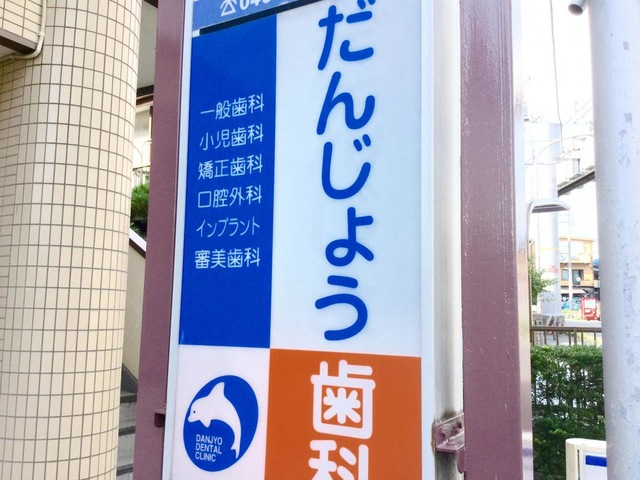 だんじょう
歯科
一般歯科
小児歯科
矯正歯科
口腔外科
インプラント
審美歯科
DANJYO
DENTAL
CLINIC